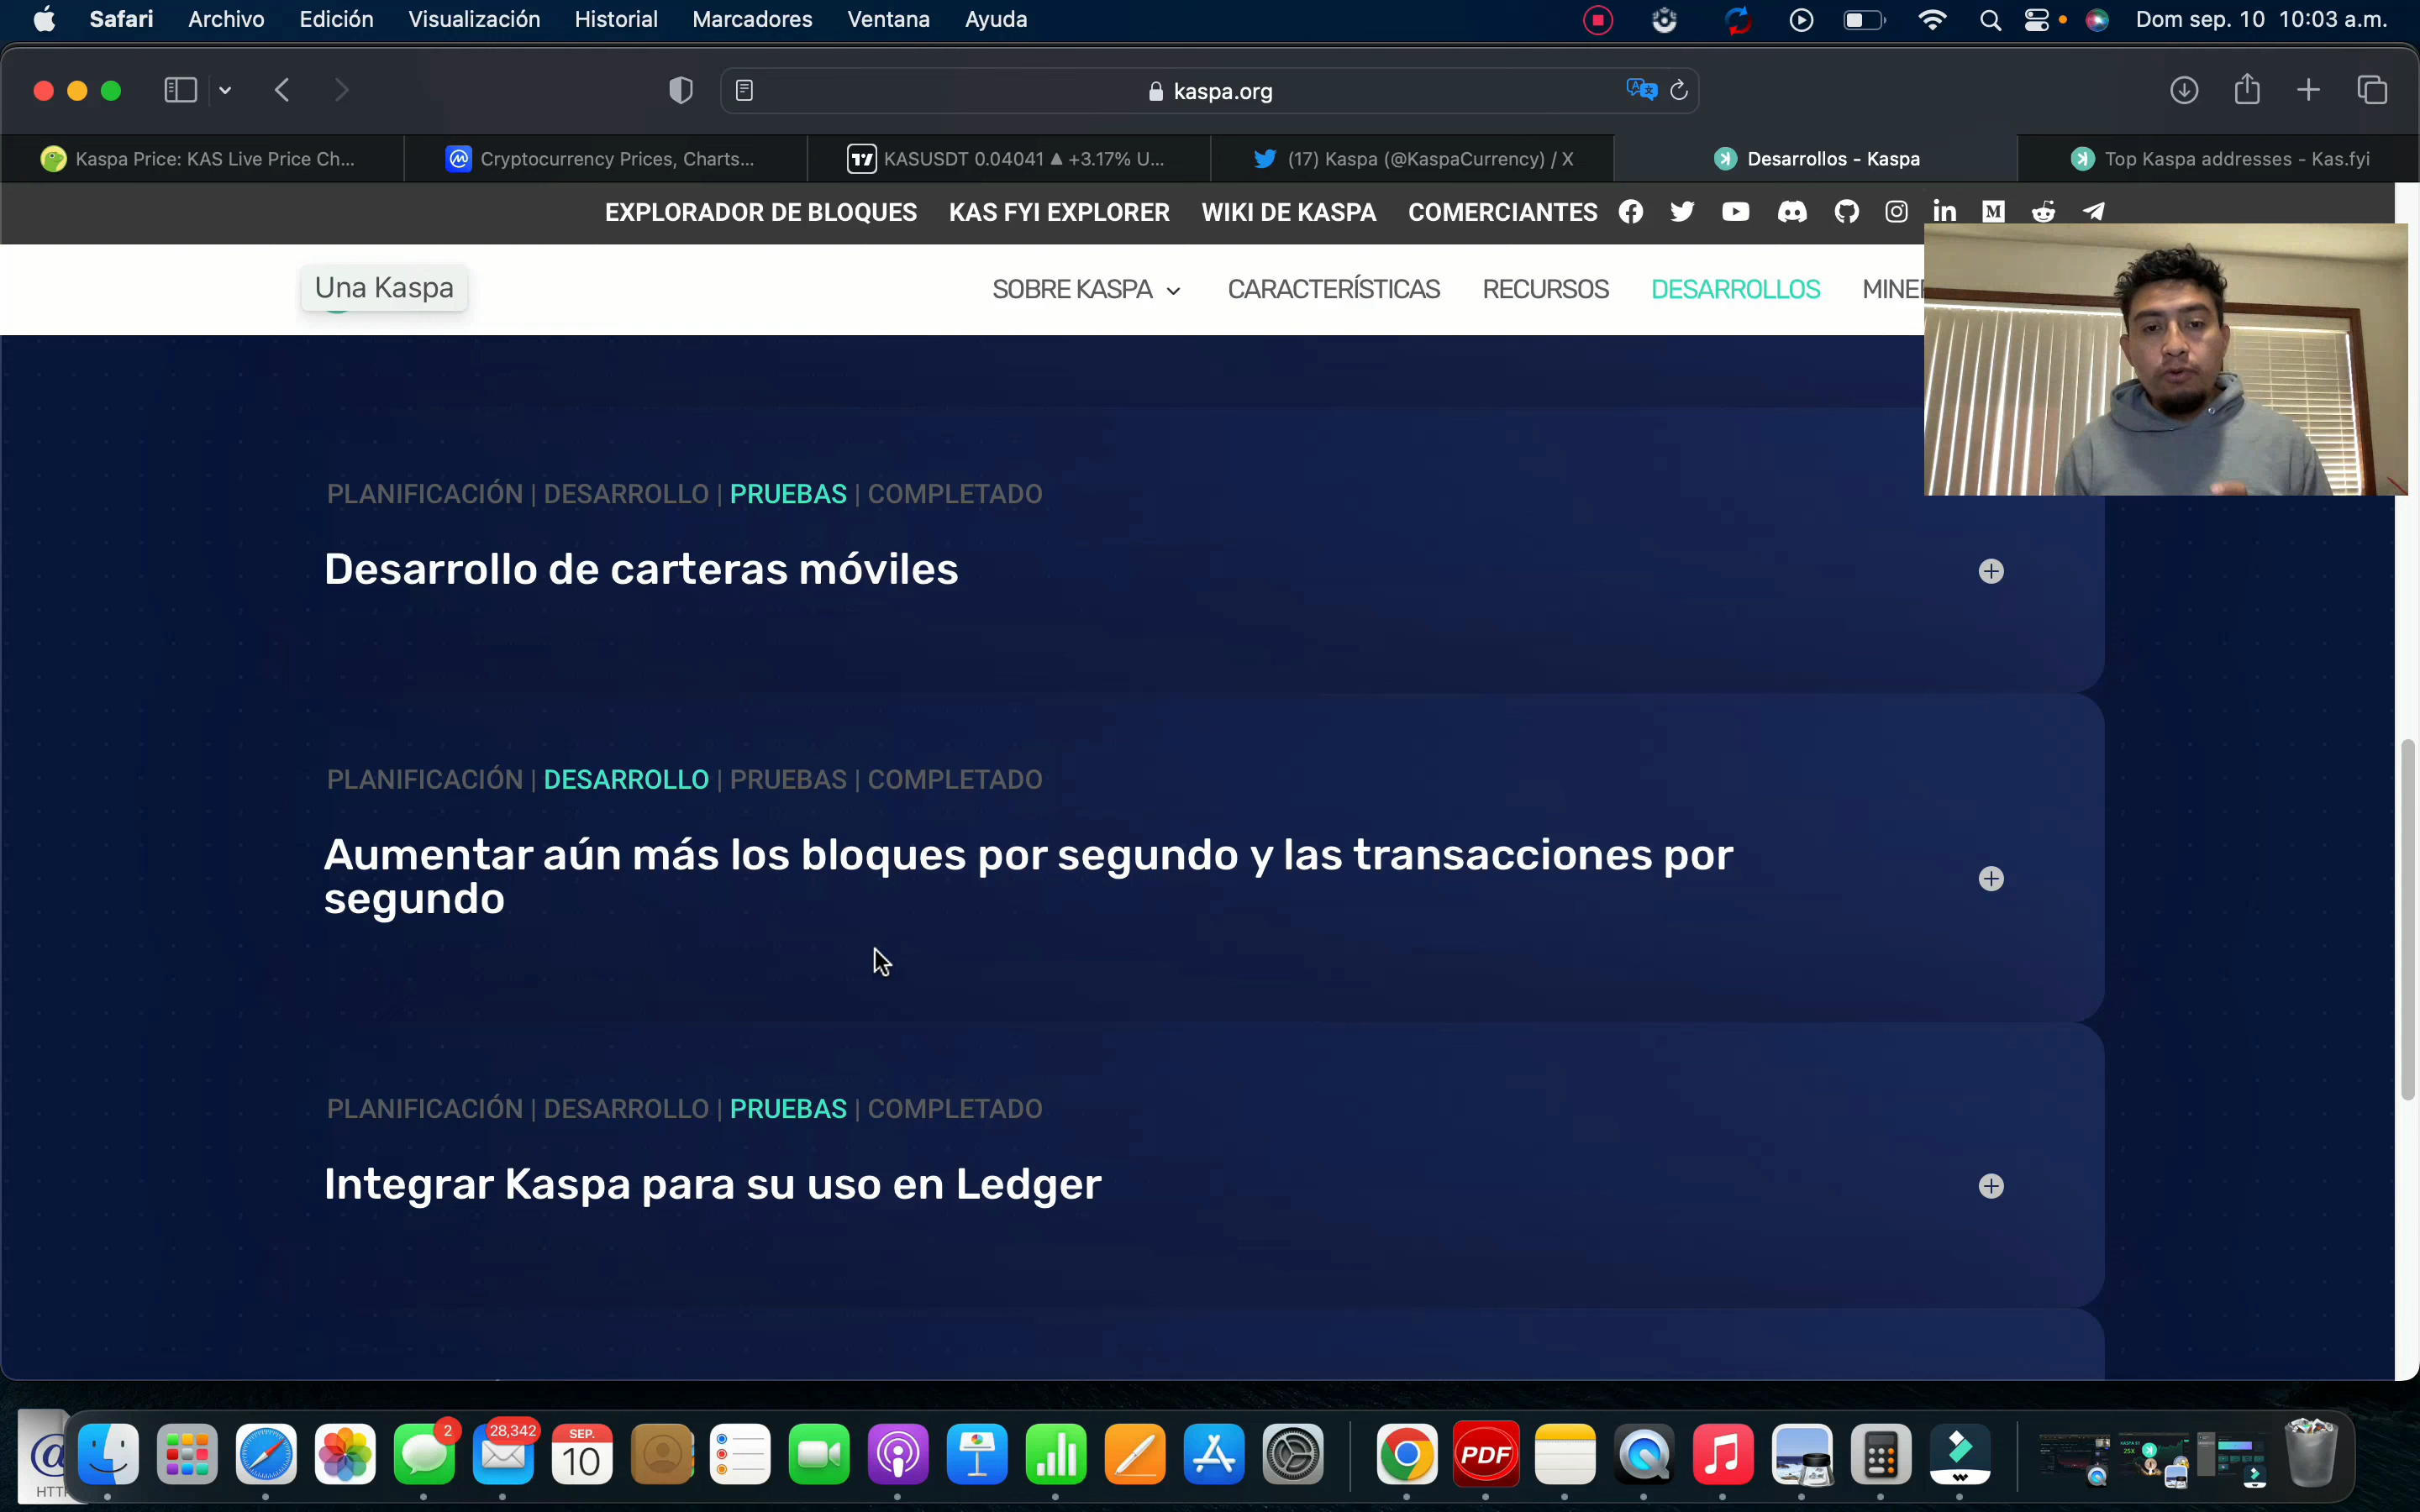 Safari Archivo Edición Visualización Historial Marcadores Ventana Ayuda Dom sep. 10 10:03 a.m.
kaspa.org
Kaspa Price: KAS Live Price Ch... Cryptocurrency Prices, Charts... KASUSDT 0.04041 ▲ +3.17% U... (17) Kaspa (@KaspaCurrency) / X Desarrollos - Kaspa Top Kaspa addresses - Kas.fyi
EXPLORADOR DE BLOQUES KAS FYI EXPLORER WIKI DE KASPA COMERCIANTES
Una Kaspa SOBRE KASPA CARACTERÍSTICAS RECURSOS DESARROLLOS
PLANIFICACIÓN | DESARROLLO | PRUEBAS | COMPLETADO
Desarrollo de carteras móviles
PLANIFICACIÓN | DESARROLLO | PRUEBAS | COMPLETADO
Aumentar aún más los bloques por segundo y las transacciones por
segundo
PLANIFICACIÓN | DESARROLLO | PRUEBAS | COMPLETADO
Integrar Kaspa para su uso en Ledger
2 28,342 SEP.
10 PDF